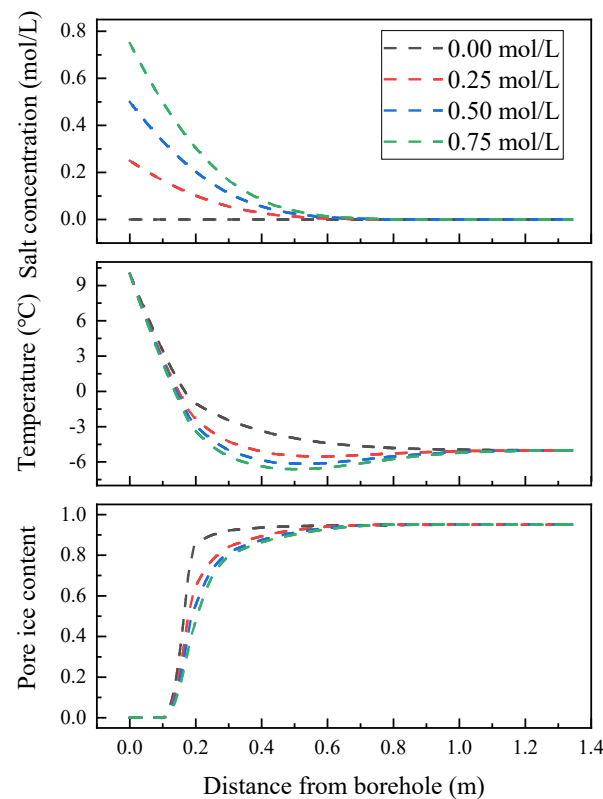 Salt concentration (mol/L)
0.8
0.6
0.4
0.2
0.0
0.00 mol/L
0.25 mol/L
0.50 mol/L
0.75 mol/L
Temperature (°C)
9
6
3
0
-3
-6
Pore ice content
1.0
0.8
0.6
0.4
0.2
0.0
0.0 0.2 0.4 0.6 0.8 1.0 1.2 1.4
Distance from borehole (m)